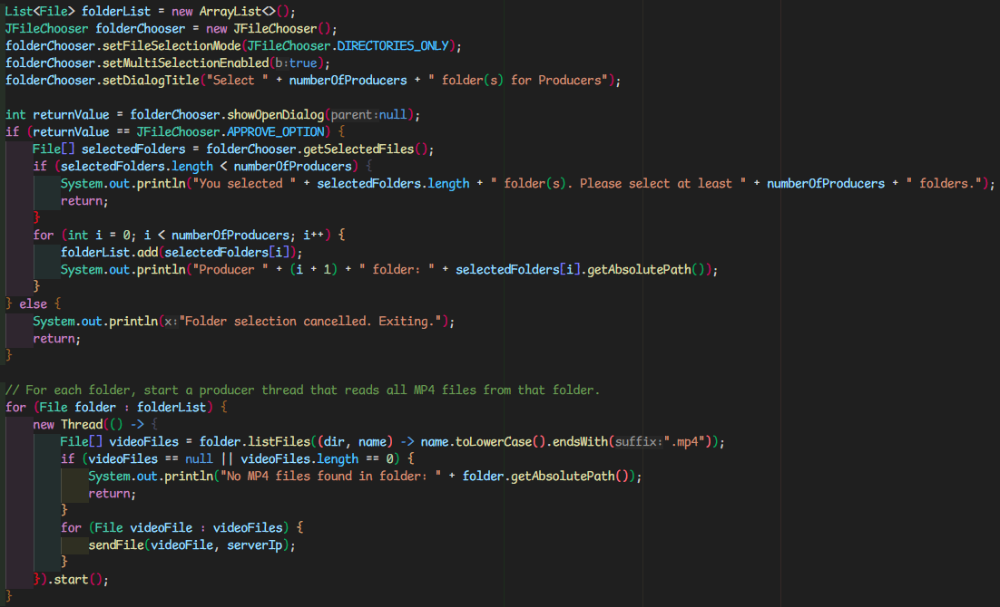 List<File> folderList = new ArrayList<>();
JFileChooser folderChooser = new JFileChooser();
folderChooser.setFileSelectionMode(JFileChooser.DIRECTORIES_ONLY);
folderChooser.setMultiSelectionEnabled(b:true);
folderChooser.setDialogTitle("Select " + numberOfProducers + " folder(s) for Producers");

int returnValue = folderChooser.showOpenDialog(parent:null);
if (returnValue == JFileChooser.APPROVE_OPTION) {
    File[] selectedFolders = folderChooser.getSelectedFiles();
    if (selectedFolders.length < numberOfProducers) {
        System.out.println("You selected " + selectedFolders.length + " folder(s). Please select at least " + numberOfProducers + " folders.");
        return;
    }
    for (int i = 0; i < numberOfProducers; i++) {
        folderList.add(selectedFolders[i]);
        System.out.println("Producer " + (i + 1) + " folder: " + selectedFolders[i].getAbsolutePath());
    }
} else {
    System.out.println(x:"Folder selection cancelled. Exiting.");
    return;
}

// For each folder, start a producer thread that reads all MP4 files from that folder.
for (File folder : folderList) {
    new Thread(() -> {
        File[] videoFiles = folder.listFiles((dir, name) -> name.toLowerCase().endsWith(suffix:".mp4"));
        if (videoFiles == null || videoFiles.length == 0) {
            System.out.println("No MP4 files found in folder: " + folder.getAbsolutePath());
            return;
        }
        for (File videoFile : videoFiles) {
            sendFile(videoFile, serverIp);
        }
    }).start();
}